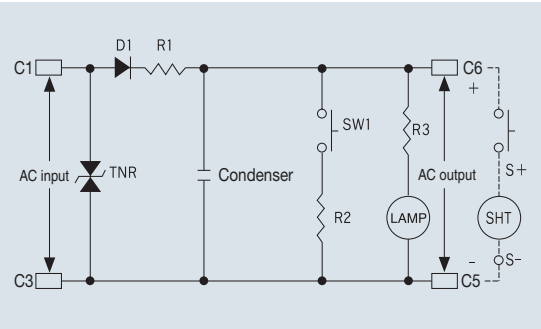 D1 R1
C1 C6
+
SW1
R3
AC input TNR Condenser AC output S+
R2 LAMP SHT
- S-
C3 C5